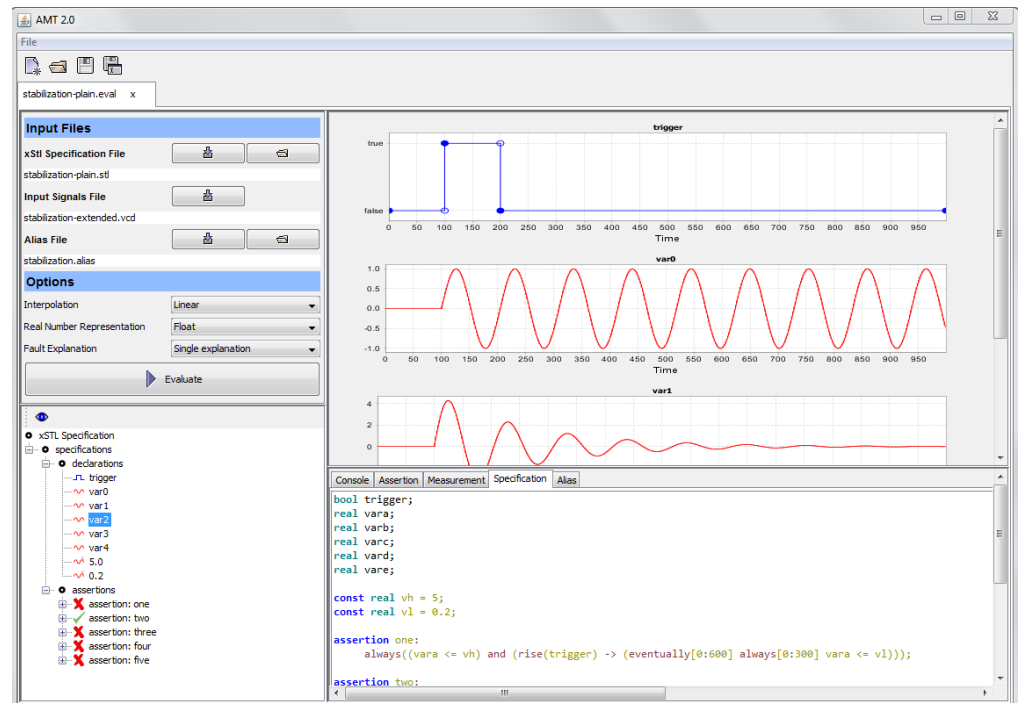 AMT 2.0
File
stabilization-plain.eval x
Input Files
xStl Specification File
stabilization-plain.stl
Input Signals File
stabilization-extended.vcd
Alias File
stabilization.alias
Options
Interpolation Linear
Real Number Representation Float
Fault Explanation Single explanation
Evaluate
xSTL Specification
specifications
declarations
trigger
var0
var1
var2
var3
var4
5.0
0.2
assertions
assertion: one
assertion: two
assertion: three
assertion: four
assertion: five
trigger
true
false
0 50 100 150 200 250 300 350 400 450 500 550 600 650 700 750 800 850 900 950
Time
var0
1.0
0.5
0.0
-0.5
-1.0
0 50 100 150 200 250 300 350 400 450 500 550 600 650 700 750 800 850 900 950
Time
var1
4
2
0
Console Assertion Measurement Specification Alias
bool trigger;
real vara;
real varb;
real varc;
real vard;
real vare;
const real vh = 5;
const real vl = 0.2;
assertion one:
always((vara <= vh) and (rise(trigger) -> (eventually[0:600] always[0:300] vara <= vl)));
assertion two: